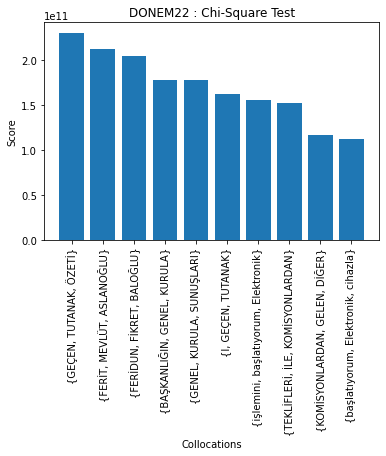 DONEM22 : Chi-Square Test
1e11
2.0
1.5
1.0
0.5
0.0
Score
{GEÇEN, TUTANAK, ÖZETİ}
{FERİT, MEVLÜT, ASLANOĞLU}
{FERİDUN, FİKRET, BALOĞLU}
{BAŞKANLIĞIN, GENEL, KURULA}
{GENEL, KURULA, SUNUŞLARI}
{I, GEÇEN, TUTANAK}
{işlemini, başlatıyorum, Elektronik}
{TEKLİFLERİ, İLE, KOMİSYONLARDAN}
{KOMİSYONLARDAN, GELEN, DİĞER}
{başlatıyorum, Elektronik, cihazla}
Collocations